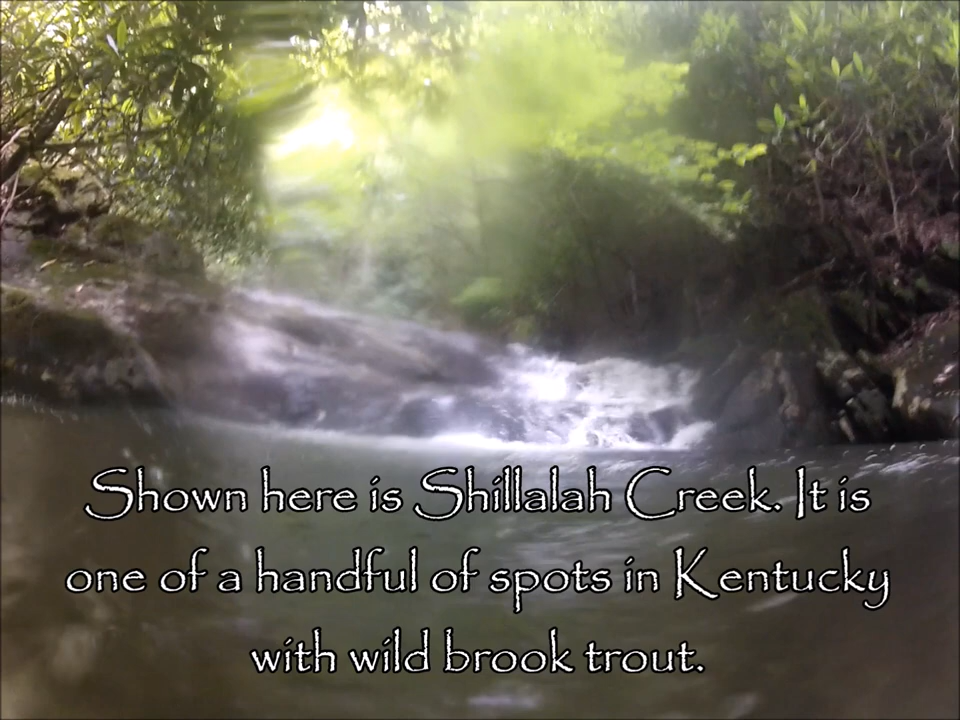 Shown here is Shillalah Creek. It is
one of a handful of spots in Kentucky
with wild brook trout.